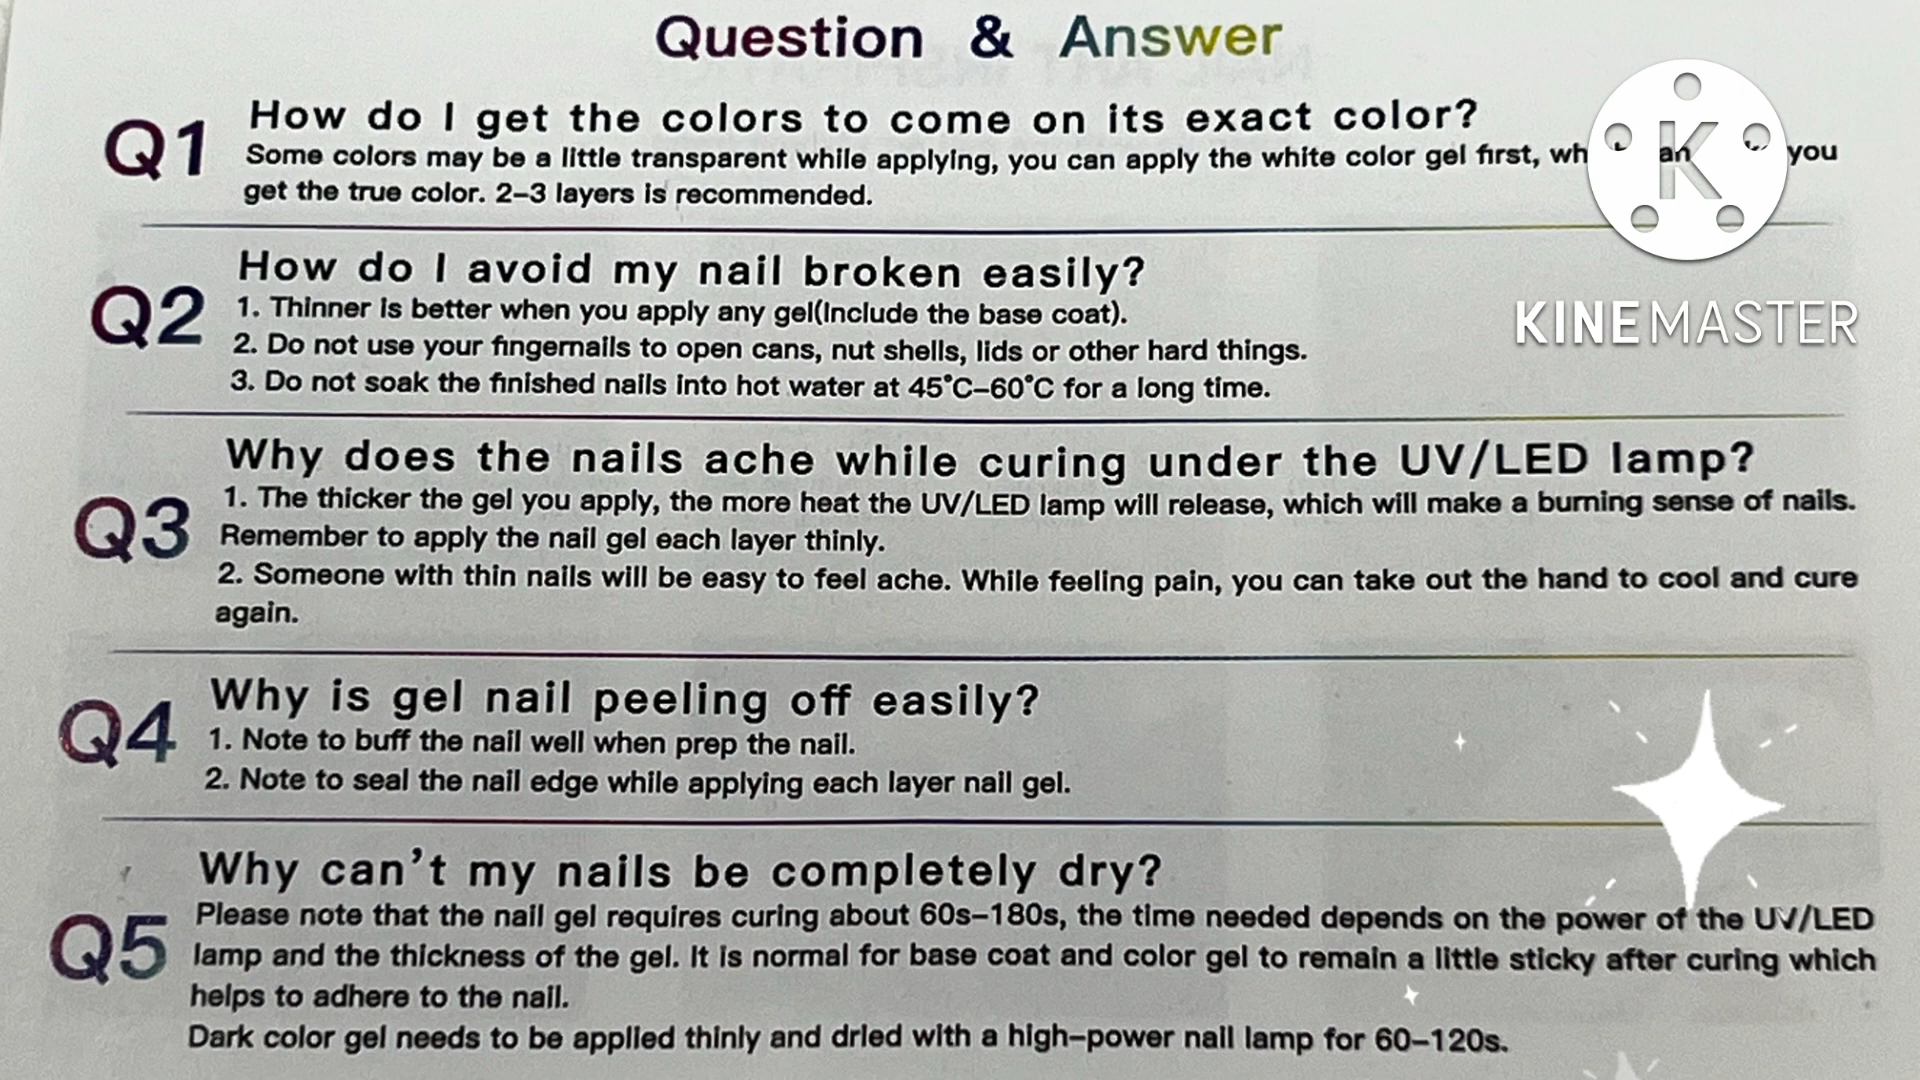 Question & Answer
Q1
How do I get the colors to come on its exact color?
Some colors may be a little transparent while applying, you can apply the white color gel first, you
get the true color. 2–3 layers is recommended.
K
KINEMASTER
Q2
How do I avoid my nail broken easily?
1. Thinner is better when you apply any gel(Include the base coat).
2. Do not use your fingernails to open cans, nut shells, lids or other hard things.
3. Do not soak the finished nails into hot water at 45°C–60°C for a long time.
Q3
Why does the nails ache while curing under the UV/LED lamp?
1. The thicker the gel you apply, the more heat the UV/LED lamp will release, which will make a burning sense of nails.
Remember to apply the nail gel each layer thinly.
2. Someone with thin nails will be easy to feel ache. While feeling pain, you can take out the hand to cool and cure
again.
Q4
Why is gel nail peeling off easily?
1. Note to buff the nail well when prep the nail.
2. Note to seal the nail edge while applying each layer nail gel.
Q5
Why can't my nails be completely dry?
Please note that the nail gel requires curing about 60s–180s, the time needed depends on the power of the UV/LED
lamp and the thickness of the gel. It is normal for base coat and color gel to remain a little sticky after curing which
helps to adhere to the nail.
Dark color gel needs to be applied thinly and dried with a high–power nail lamp for 60–120s.